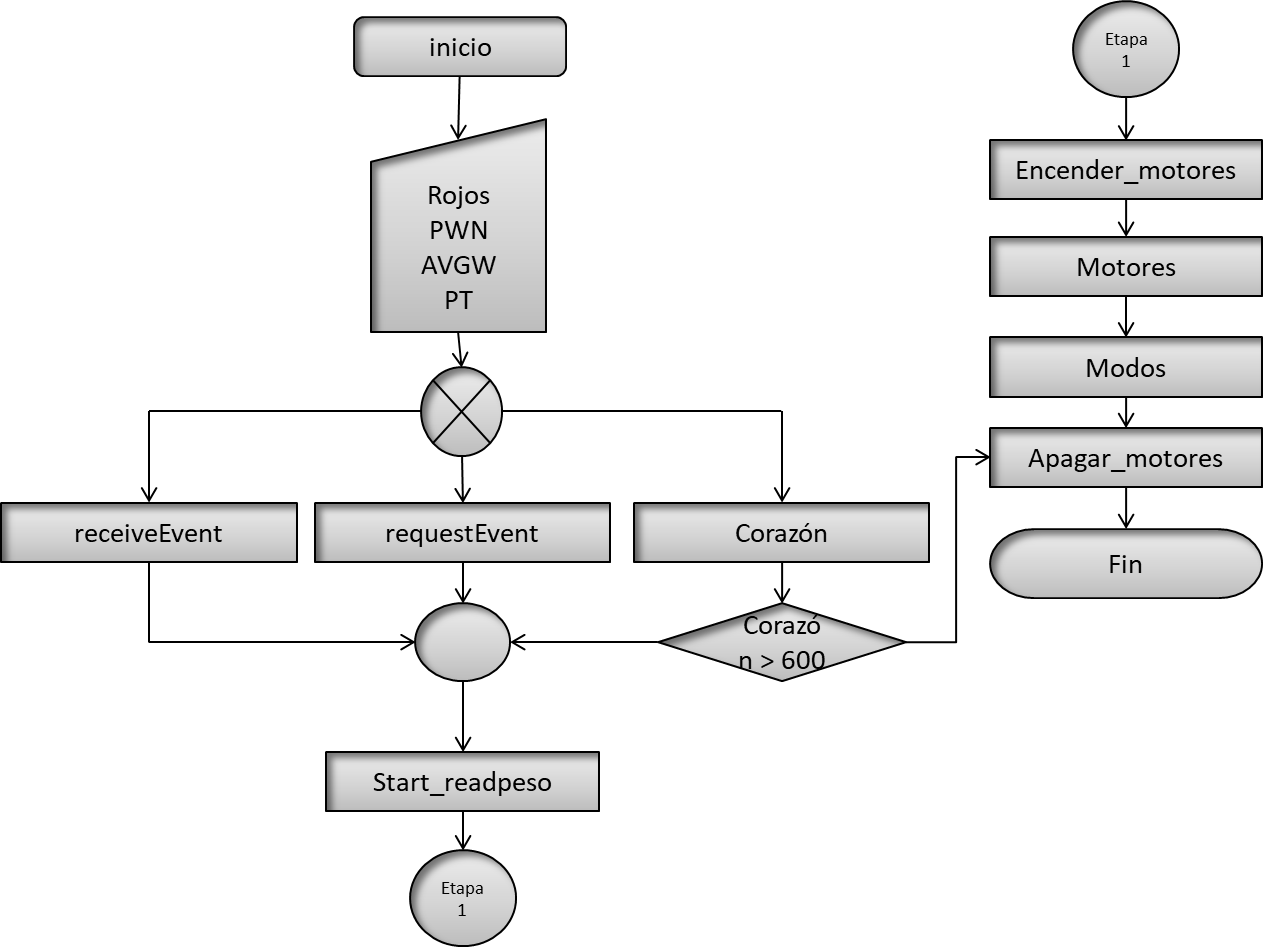 inicio
Rojos
PWN
AVGW
PT
receiveEvent
requestEvent
Corazón
Corazó
n > 600
Start_readpeso
Etapa
1
Etapa
1
Encender_motores
Motores
Modos
Apagar_motores
Fin